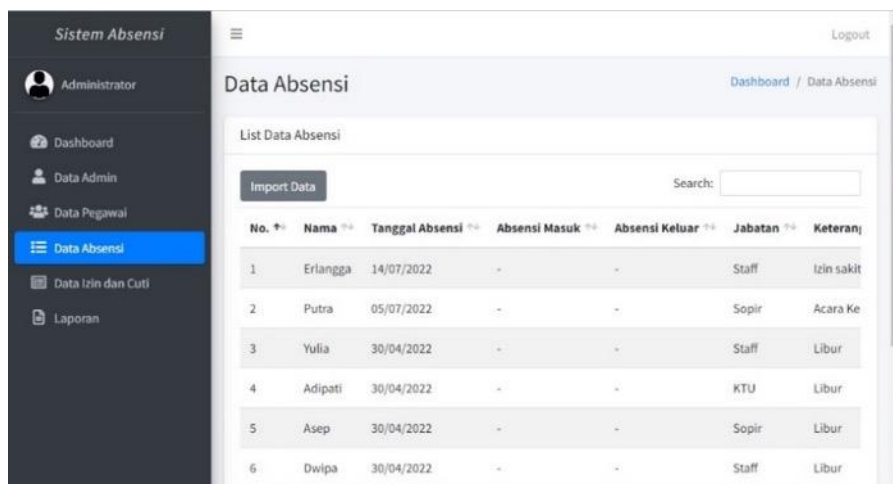 Sistem Absensi
Logout
Administrator
Data Absensi
Dashboard / Data Absensi
Dashboard
Data Admin
Data Pegawai
Data Absensi
Data Izin dan Cuti
Laporan
List Data Absensi
Import Data
Search:
No. Nama Tanggal Absensi Absensi Masuk Absensi Keluar Jabatan Keterang
1 Erlangga 14/07/2022 - - Staff Izin sakit
2 Putra 05/07/2022 - - Sopir Acara Ke
3 Yulia 30/04/2022 - - Staff Libur
4 Adipati 30/04/2022 - - KTU Libur
5 Asep 30/04/2022 - - Sopir Libur
6 Dwipa 30/04/2022 - - Staff Libur